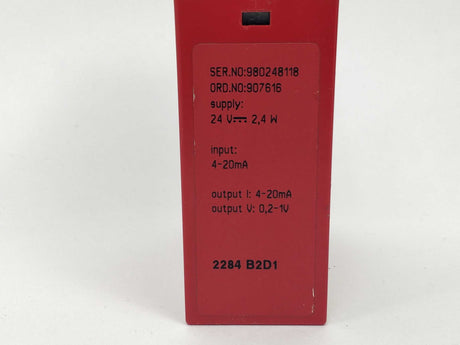 SER.NO:980248118
ORD.NO:907616
supply:
24 V⎓ 2,4 W
input:
4-20mA
output I: 4-20mA
output V: 0,2-1V
2284 B2D1